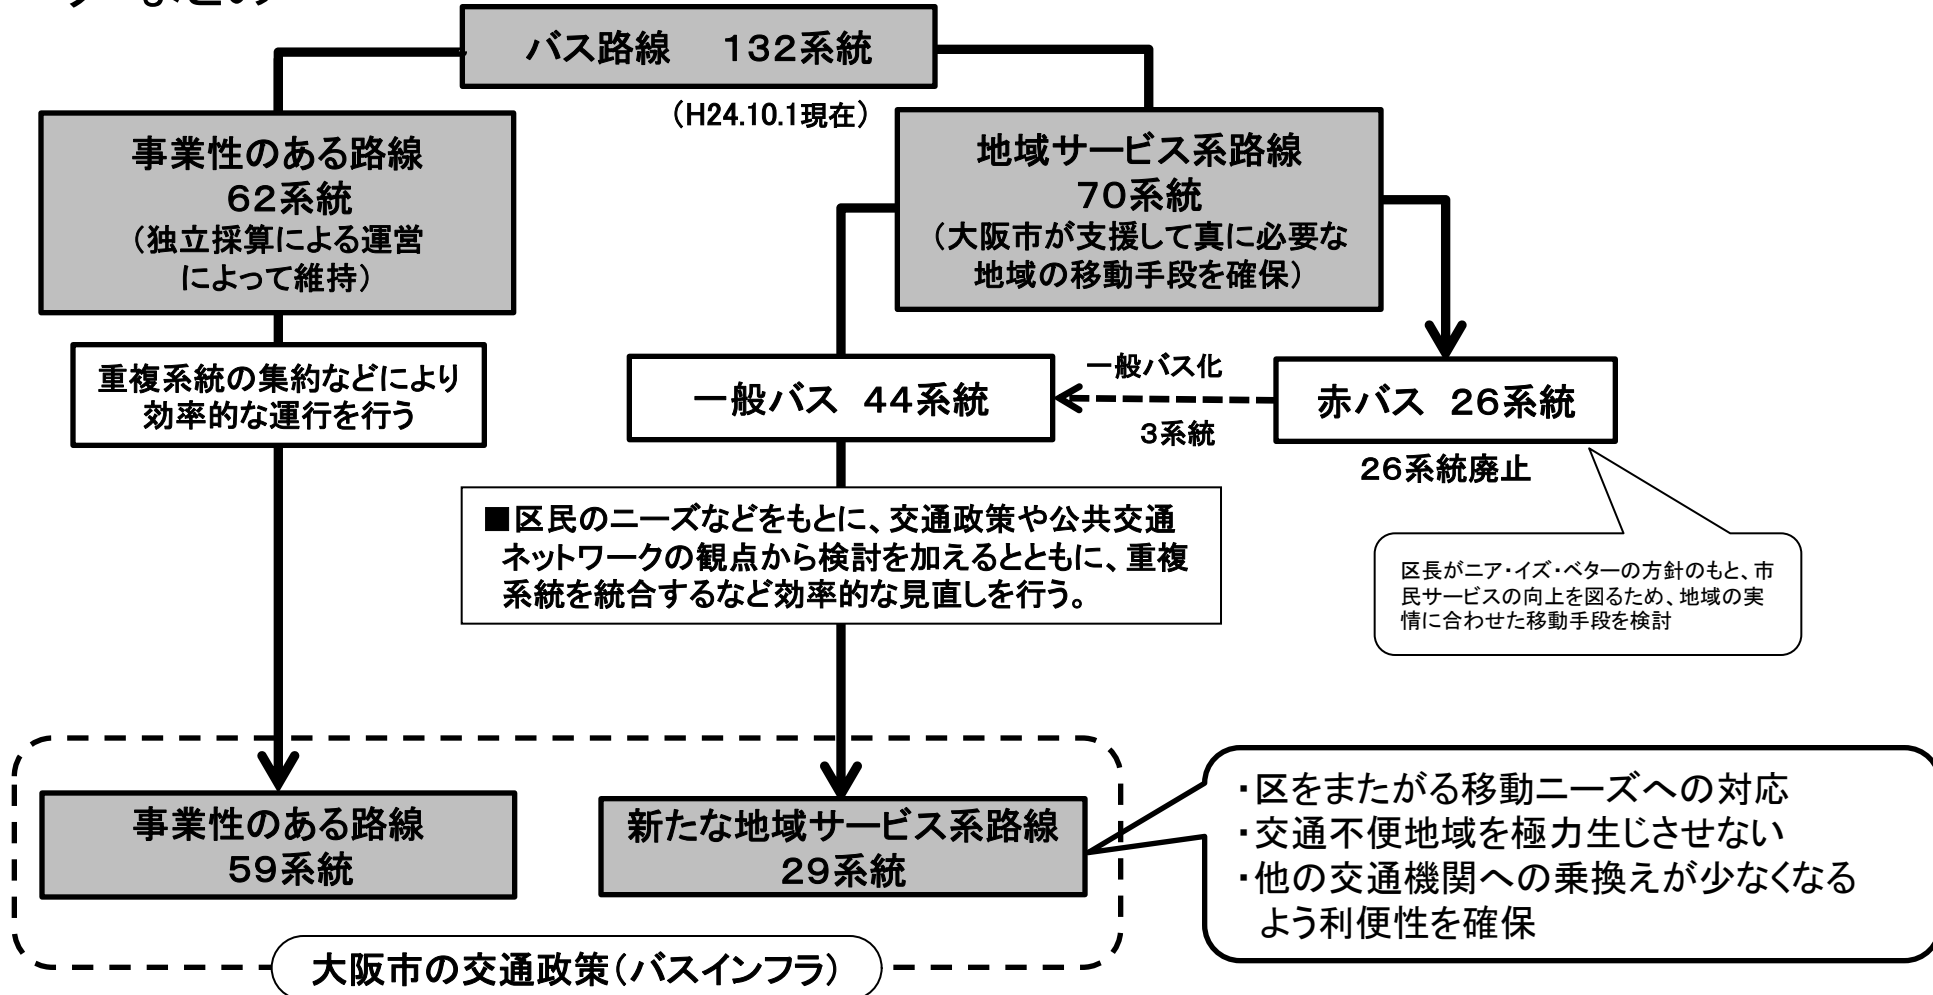 バス路線　132系統
(H24.10.1現在)
事業性のある路線
62系統
(独立採算による運営
によって維持)
地域サービス系路線
70系統
(大阪市が支援して真に必要な
地域の移動手段を確保)
重複系統の集約などにより
効率的な運行を行う
一般バス 44系統
一般バス化
3系統
赤バス 26系統
26系統廃止
■区民のニーズなどをもとに、交通政策や公共交通
ネットワークの観点から検討を加えるとともに、重複
系統を統合するなど効率的な見直しを行う。
区長がニア・イズ・ベターの方針のもと、市
民サービスの向上を図るため、地域の実
情に合わせた移動手段を検討
事業性のある路線
59系統
新たな地域サービス系路線
29系統
・区をまたがる移動ニーズへの対応
・交通不便地域を極力生じさせない
・他の交通機関への乗換えが少なくなる
よう利便性を確保
大阪市の交通政策(バスインフラ)